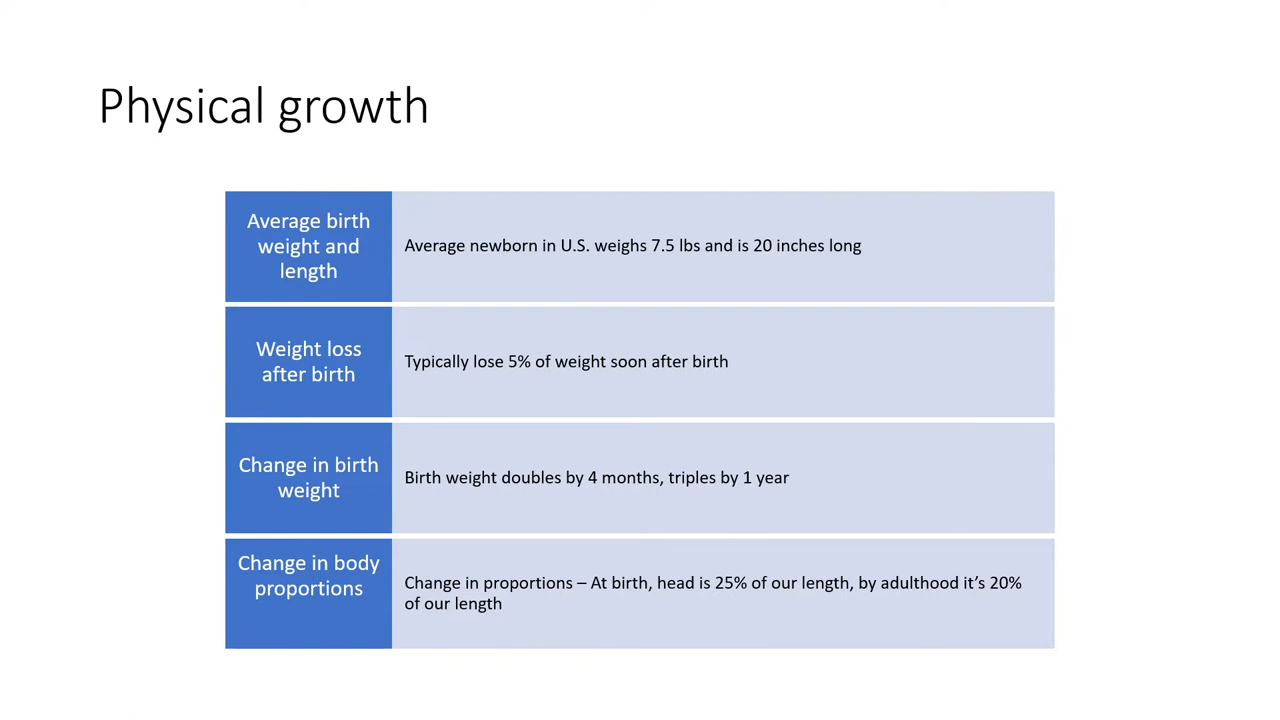 Physical growth
Average birth
weight and
length
Average newborn in U.S. weighs 7.5 lbs and is 20 inches long
Weight loss
after birth
Typically lose 5% of weight soon after birth
Change in birth
weight
Birth weight doubles by 4 months, triples by 1 year
Change in body
proportions
Change in proportions – At birth, head is 25% of our length, by adulthood it’s 20%
of our length